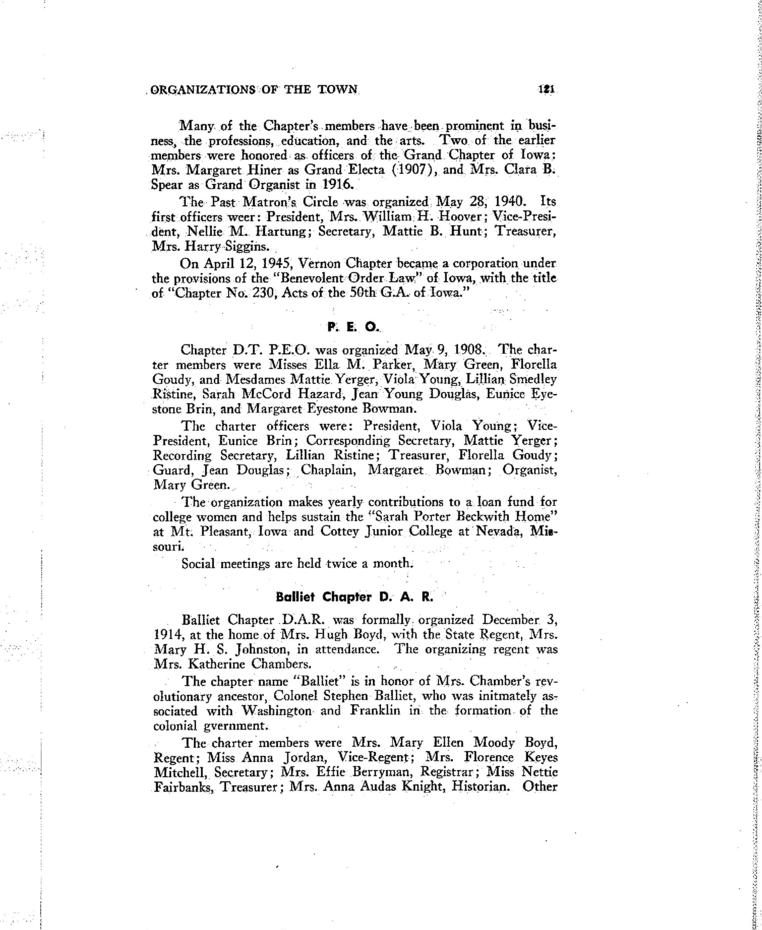 ORGANIZATIONS OF THE TOWN 121
Many of the Chapter's members have been prominent in busi-
ness, the professions, education, and the arts. Two of the earlier
members were honored as officers of the Grand Chapter of Iowa:
Mrs. Margaret Hiner as Grand Electa (1907), and Mrs. Clara B.
Spear as Grand Organist in 1916.
The Past Matron's Circle was organized May 28, 1940. Its
first officers weer: President, Mrs. William H. Hoover; Vice-Presi-
dent, Nellie M. Hartung; Secretary, Mattie B. Hunt; Treasurer,
Mrs. Harry Siggins.
On April 12, 1945, Vernon Chapter became a corporation under
the provisions of the "Benevolent Order Law" of Iowa, with the title
of "Chapter No. 230, Acts of the 50th G.A. of Iowa."
P. E. O.
Chapter D.T. P.E.O. was organized May 9, 1908. The char-
ter members were Misses Ella M. Parker, Mary Green, Florella
Goudy, and Mesdames Mattie Yerger, Viola Young, Lillian Smedley
Ristine, Sarah McCord Hazard, Jean Young Douglas, Eunice Eye-
stone Brin, and Margaret Eyestone Bowman.
The charter officers were: President, Viola Young; Vice-
President, Eunice Brin; Corresponding Secretary, Mattie Yerger;
Recording Secretary, Lillian Ristine; Treasurer, Florella Goudy;
Guard, Jean Douglas; Chaplain, Margaret Bowman; Organist,
Mary Green.
The organization makes yearly contributions to a loan fund for
college women and helps sustain the "Sarah Porter Beckwith Home"
at Mt. Pleasant, Iowa and Cottey Junior College at Nevada, Mis-
souri.
Social meetings are held twice a month.
Balliet Chapter D. A. R.
Balliet Chapter D.A.R. was formally organized December 3,
1914, at the home of Mrs. Hugh Boyd, with the State Regent, Mrs.
Mary H. S. Johnston, in attendance. The organizing regent was
Mrs. Katherine Chambers.
The chapter name "Balliet" is in honor of Mrs. Chamber's rev-
olutionary ancestor, Colonel Stephen Balliet, who was initmately as-
sociated with Washington and Franklin in the formation of the
colonial gvernment.
The charter members were Mrs. Mary Ellen Moody Boyd,
Regent; Miss Anna Jordan, Vice-Regent; Mrs. Florence Keyes
Mitchell, Secretary; Mrs. Effie Berryman, Registrar; Miss Nettie
Fairbanks, Treasurer; Mrs. Anna Audas Knight, Historian. Other